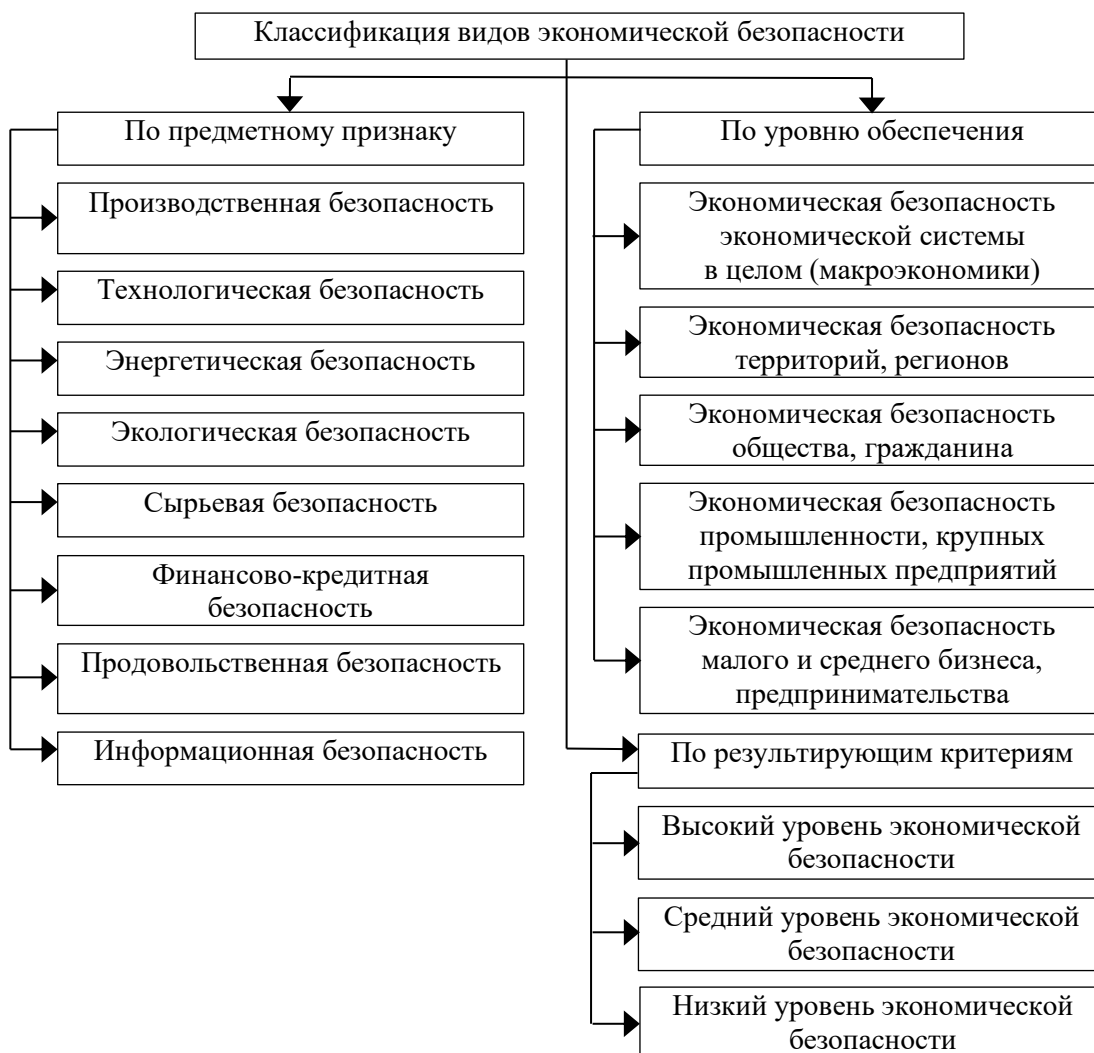 Классификация видов экономической безопасности
По предметному признаку
Производственная безопасность
Технологическая безопасность
Энергетическая безопасность
Экологическая безопасность
Сырьевая безопасность
Финансово-кредитная
безопасность
Продовольственная безопасность
Информационная безопасность
По уровню обеспечения
Экономическая безопасность
экономической системы
в целом (макроэкономики)
Экономическая безопасность
территорий, регионов
Экономическая безопасность
общества, гражданина
Экономическая безопасность
промышленности, крупных
промышленных предприятий
Экономическая безопасность
малого и среднего бизнеса,
предпринимательства
По результирующим критериям
Высокий уровень экономической
безопасности
Средний уровень экономической
безопасности
Низкий уровень экономической
безопасности